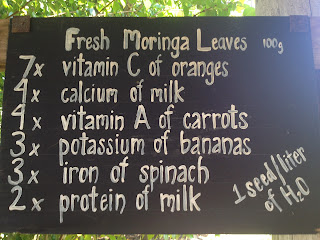 Fresh Moringa Leaves 100g
7x vitamin C of oranges
4x calcium of milk
4x vitamin A of carrots
3x potassium of bananas
3x iron of spinach
2x protein of milk
1 seed/liter
of H₂O